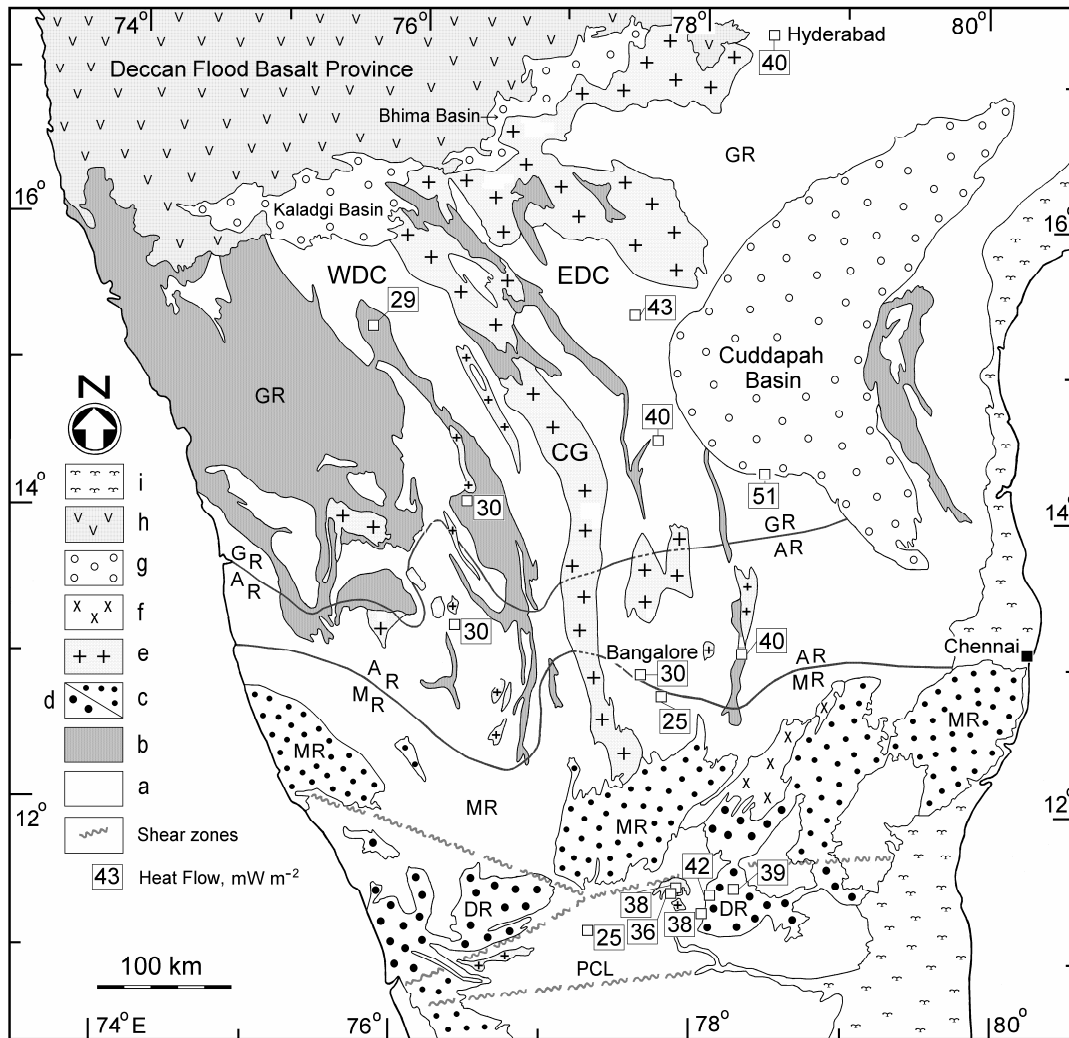 74°
76°
78°
80°
Hyderabad
40
Deccan Flood Basalt Province
Bhima Basin
GR
16°
Kaladgi Basin
16°
WDC
EDC
29
43
Cuddapah
Basin
N
GR
40
CG
i
51
30
14°
14°
h
GR
AR
GR
AR
g
f
30
Bangalore
40
Chennai
e
30
AR
MR
AR
MR
25
d
c
MR
MR
b
a
MR
12°
12°
MR
Shear zones
42
39
43 Heat Flow, mW m-2
DR
38
38
DR
25
36
PCL
100 km
74°E
76°
78°
80°